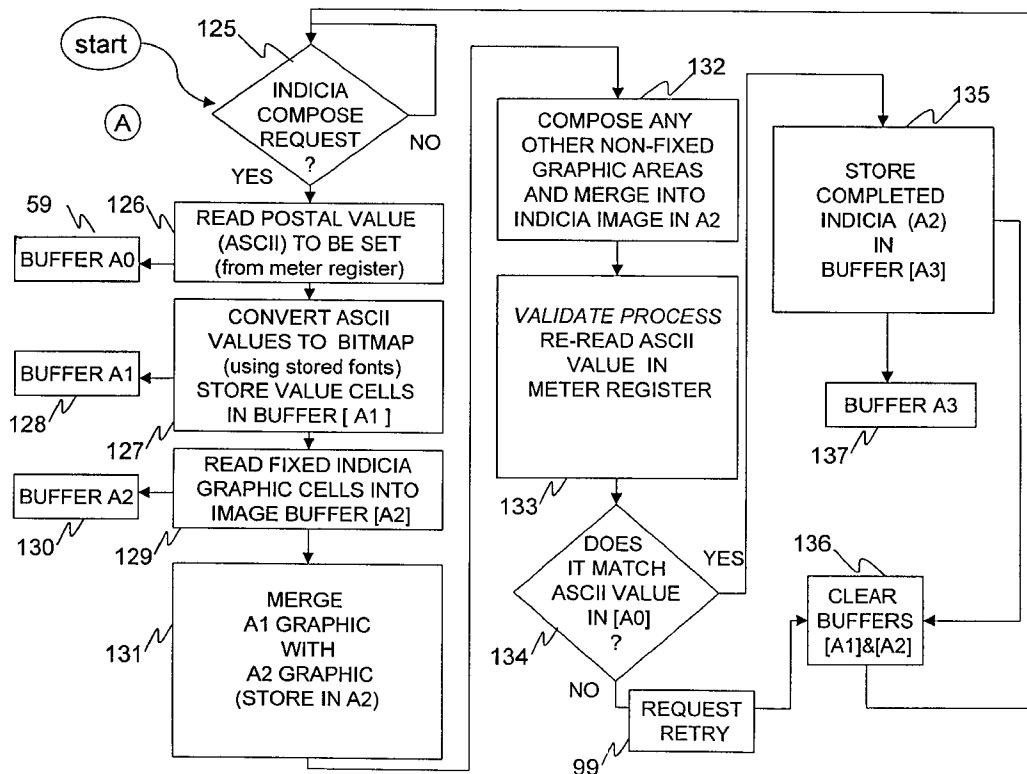 start
A
125
INDICIA
COMPOSE
REQUEST
?
NO
YES
59
126
READ POSTAL VALUE
(ASCII) TO BE SET
(from meter register)
BUFFER A0
CONVERT ASCII
VALUES TO BITMAP
(using stored fonts)
STORE VALUE CELLS
IN BUFFER [ A1 ]
BUFFER A1
128
127
READ FIXED INDICIA
GRAPHIC CELLS INTO
IMAGE BUFFER [A2]
BUFFER A2
130
129
MERGE
A1 GRAPHIC
WITH
A2 GRAPHIC
(STORE IN A2)
131
132
COMPOSE ANY
OTHER NON-FIXED
GRAPHIC AREAS
AND MERGE INTO
INDICIA IMAGE IN A2
VALIDATE PROCESS
RE-READ ASCII
VALUE IN
METER REGISTER
133
DOES
IT MATCH
ASCII VALUE
IN [A0]
?
YES
134
NO
REQUEST
RETRY
99
135
STORE
COMPLETED
INDICIA (A2)
IN
BUFFER [A3]
BUFFER A3
137
136
CLEAR
BUFFERS
[A1]&[A2]